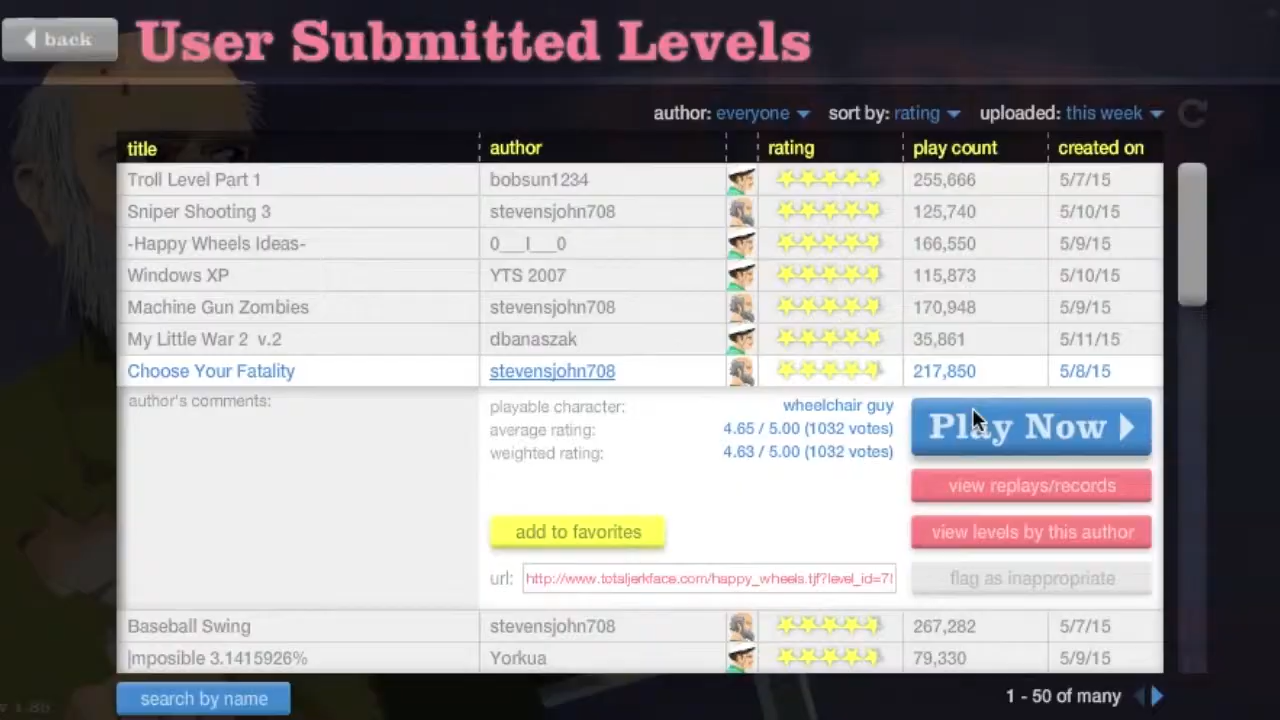 back
User Submitted Levels
author: everyone sort by: rating uploaded: this week
title author rating play count created on
Troll Level Part 1 bobsun1234 255,666 5/7/15
Sniper Shooting 3 stevensjohn708 125,740 5/10/15
-Happy Wheels Ideas- 0___I___0 166,550 5/9/15
Windows XP YTS 2007 115,873 5/10/15
Machine Gun Zombies stevensjohn708 170,948 5/9/15
My Little War 2 v.2 dbanaszak 35,861 5/11/15
Choose Your Fatality stevensjohn708 217,850 5/8/15
author's comments:
playable character: wheelchair guy
average rating: 4.65 / 5.00 (1032 votes)
weighted rating: 4.63 / 5.00 (1032 votes)
Play Now
view replays/records
add to favorites
view levels by this author
url: http://www.totaljerkface.com/happy_wheels.tjf?level_id=7
flag as inappropriate
Baseball Swing stevensjohn708 267,282 5/7/15
Imposible 3.1415926% Yorkua 79,330 5/9/15
search by name
1 - 50 of many